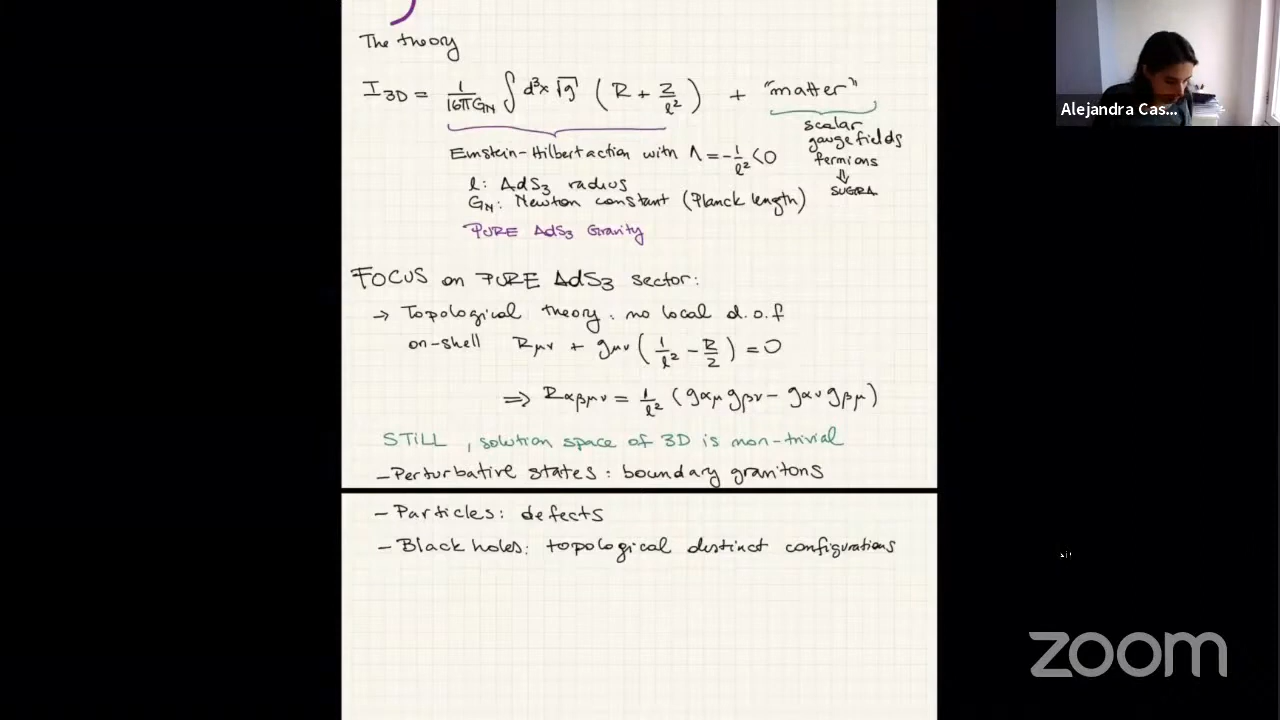 The theory
I3D = 1/16πGN ∫ d³x √g ( R + 2/ℓ² ) + "matter"
scalar
gauge fields
fermions
⇓
SUGRA
Einstein-Hilbert action with Λ = -1/ℓ² < 0
ℓ: AdS3 radius
GN: Newton constant (Planck length)
PURE AdS3 Gravity
FOCUS on PURE AdS3 sector:
→ Topological theory: no local d.o.f
on-shell Rμν + gμν ( 1/ℓ² - R/2 ) = 0
⇒ Rαβμν = 1/ℓ² ( gαμ gβν - gαν gβμ )
STILL, solution space of 3D is non-trivial
- Perturbative states: boundary gravitons
- Particles: defects
- Black holes: topological distinct configurations
Alejandra Cas...
zoom